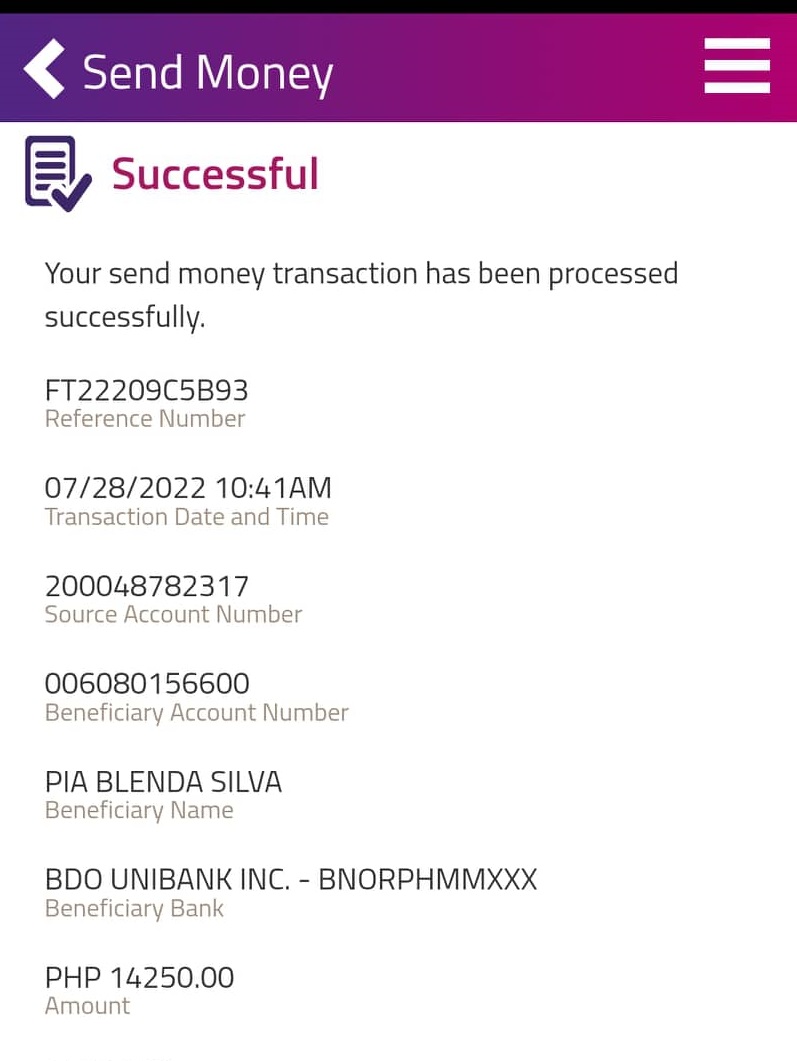 Send Money
Successful
Your send money transaction has been processed
successfully.
FT22209C5B93
Reference Number
07/28/2022 10:41AM
Transaction Date and Time
200048782317
Source Account Number
006080156600
Beneficiary Account Number
PIA BLENDA SILVA
Beneficiary Name
BDO UNIBANK INC. - BNORPHMMXXX
Beneficiary Bank
PHP 14250.00
Amount